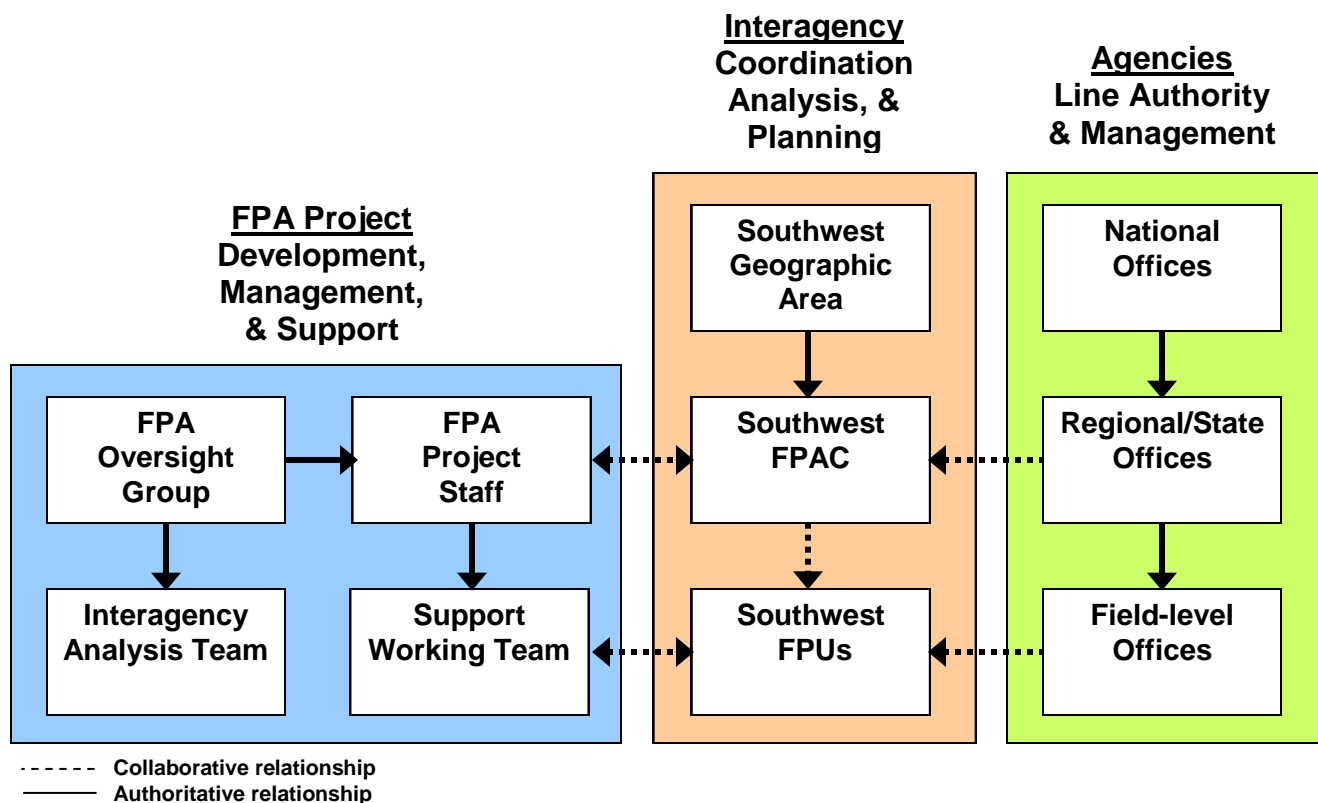 Interagency
Coordination
Analysis, &
Planning
Agencies
Line Authority
& Management
FPA Project
Development,
Management,
& Support
Southwest
Geographic
Area
National
Offices
FPA
Oversight
Group
FPA
Project
Staff
Southwest
FPAC
Regional/State
Offices
Interagency
Analysis Team
Support
Working Team
Southwest
FPUs
Field-level
Offices
Collaborative relationship
Authoritative relationship